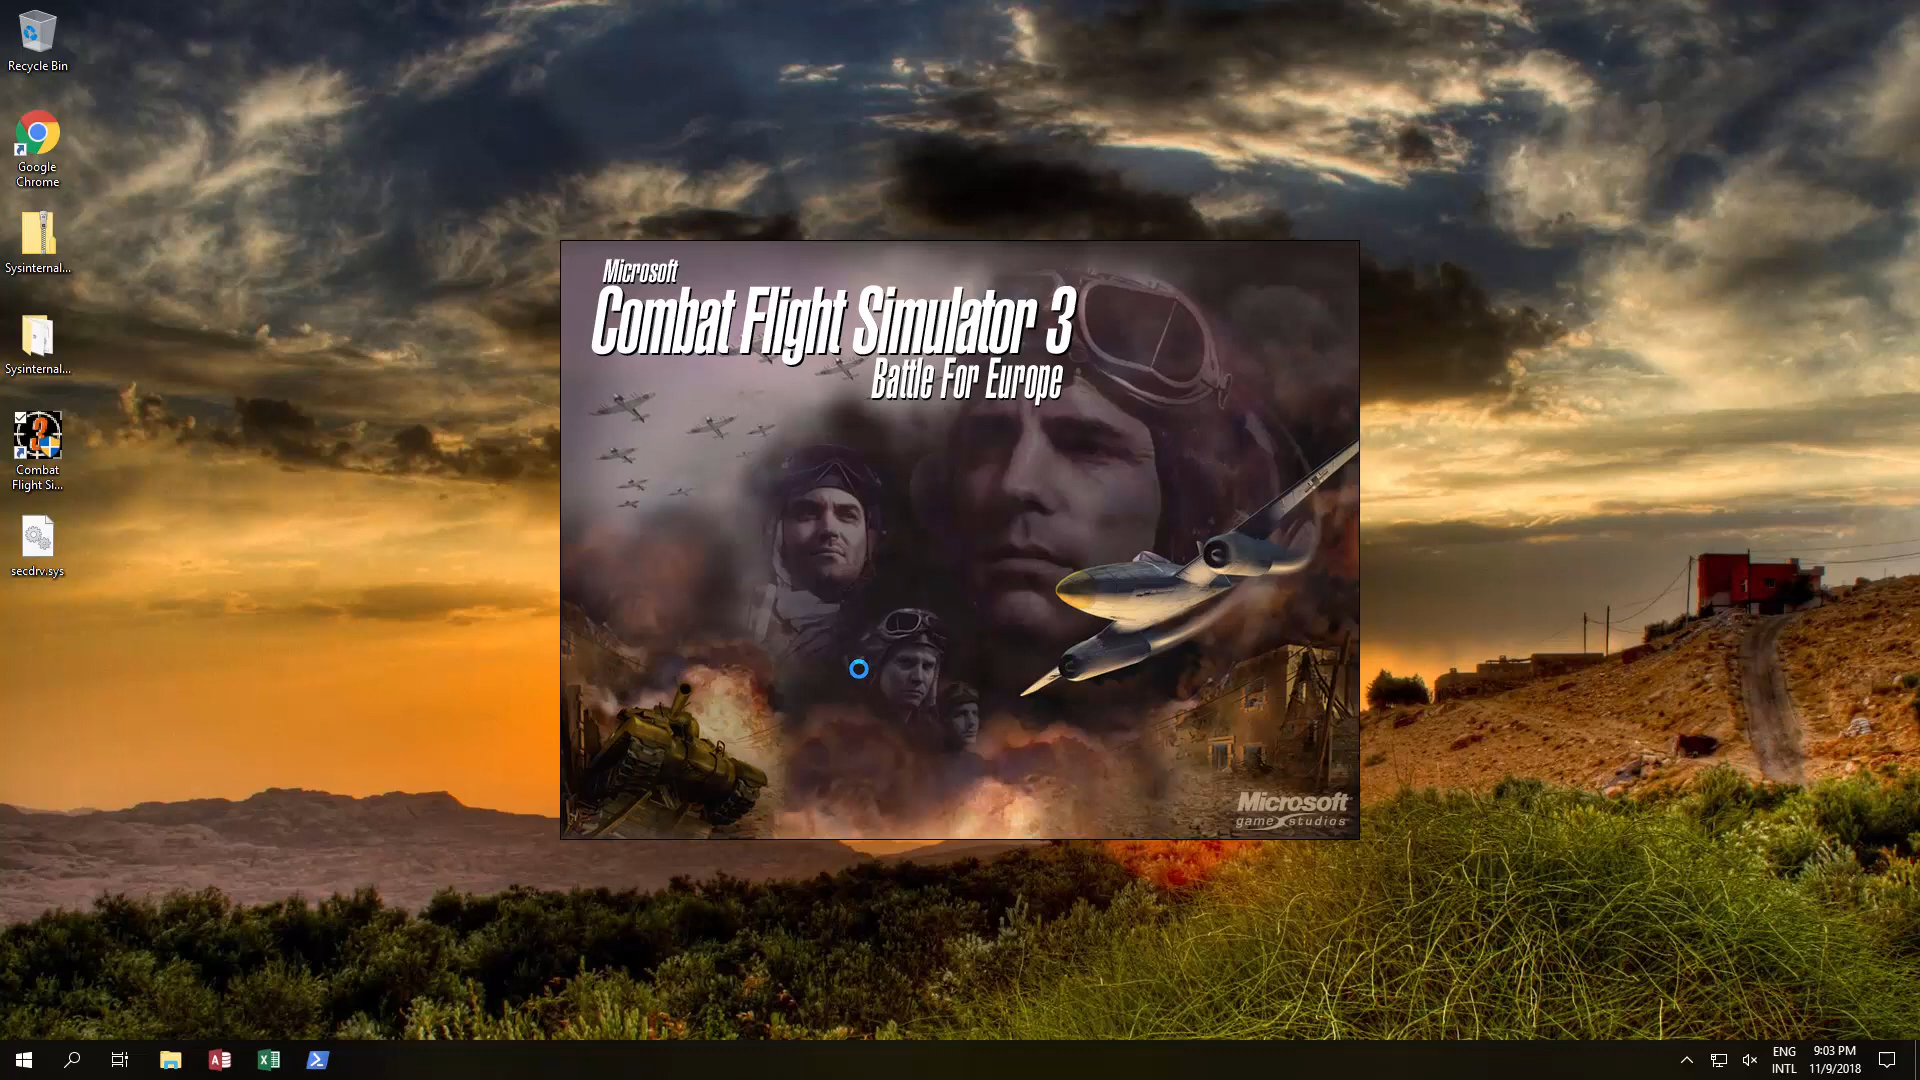 Recycle Bin
Google
Chrome
Sysinternal...
Sysinternal...
Combat
Flight Si...
secdrv.sys
Microsoft
Combat Flight Simulator 3
Battle For Europe
Microsoft
game studios
ENG
INTL
9:03 PM
11/9/2018